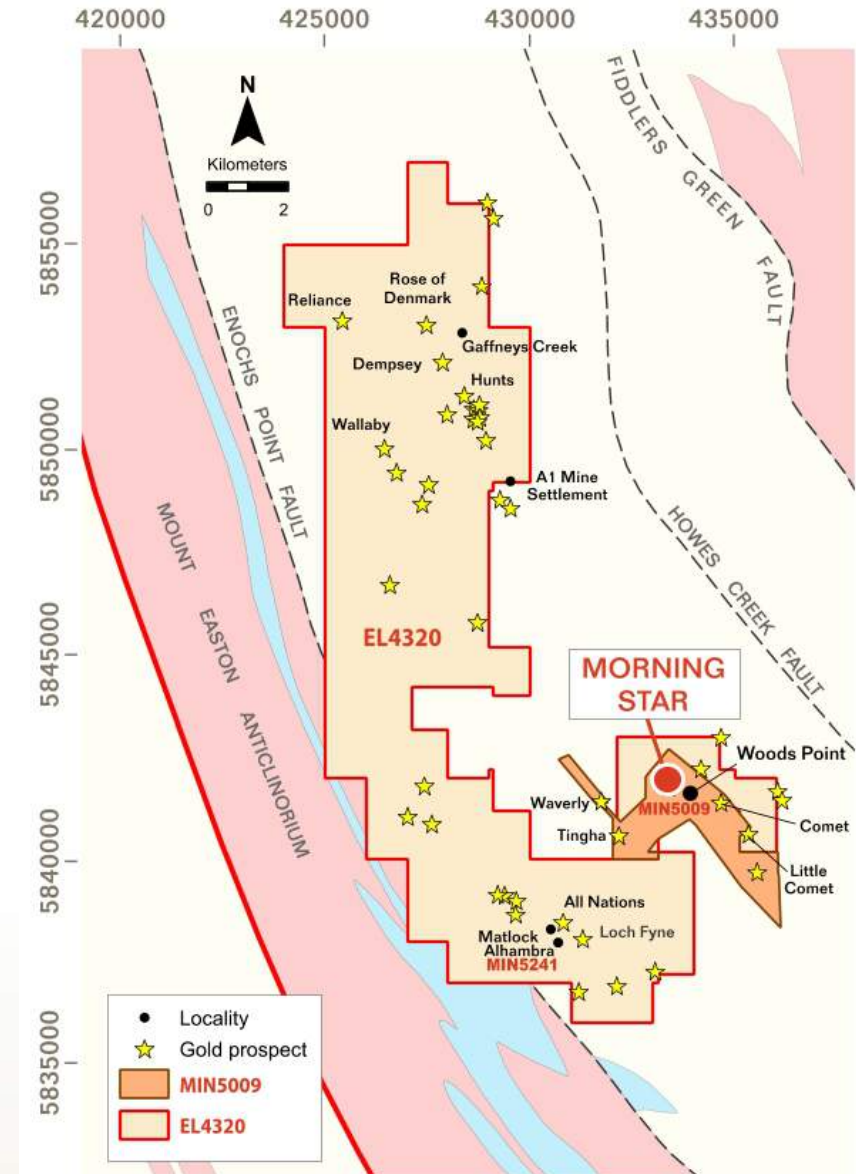 420000
425000
430000
435000
5855000
5850000
5845000
5840000
5835000
N
Kilometers
0 2
FIDDLERS GREEN FAULT
ENOCHS POINT FAULT
HOWES CREEK FAULT
MOUNT EASTON ANTICLINORIUM
Reliance
Rose of
Denmark
Gaffneys Creek
Dempsey
Hunts
Wallaby
A1 Mine
Settlement
EL4320
MORNING
STAR
Woods Point
Waverly
MIN5009
Comet
Tingha
Little
Comet
All Nations
Matlock
Loch Fyne
Alhambra
MIN5241
Locality
Gold prospect
MIN5009
EL4320